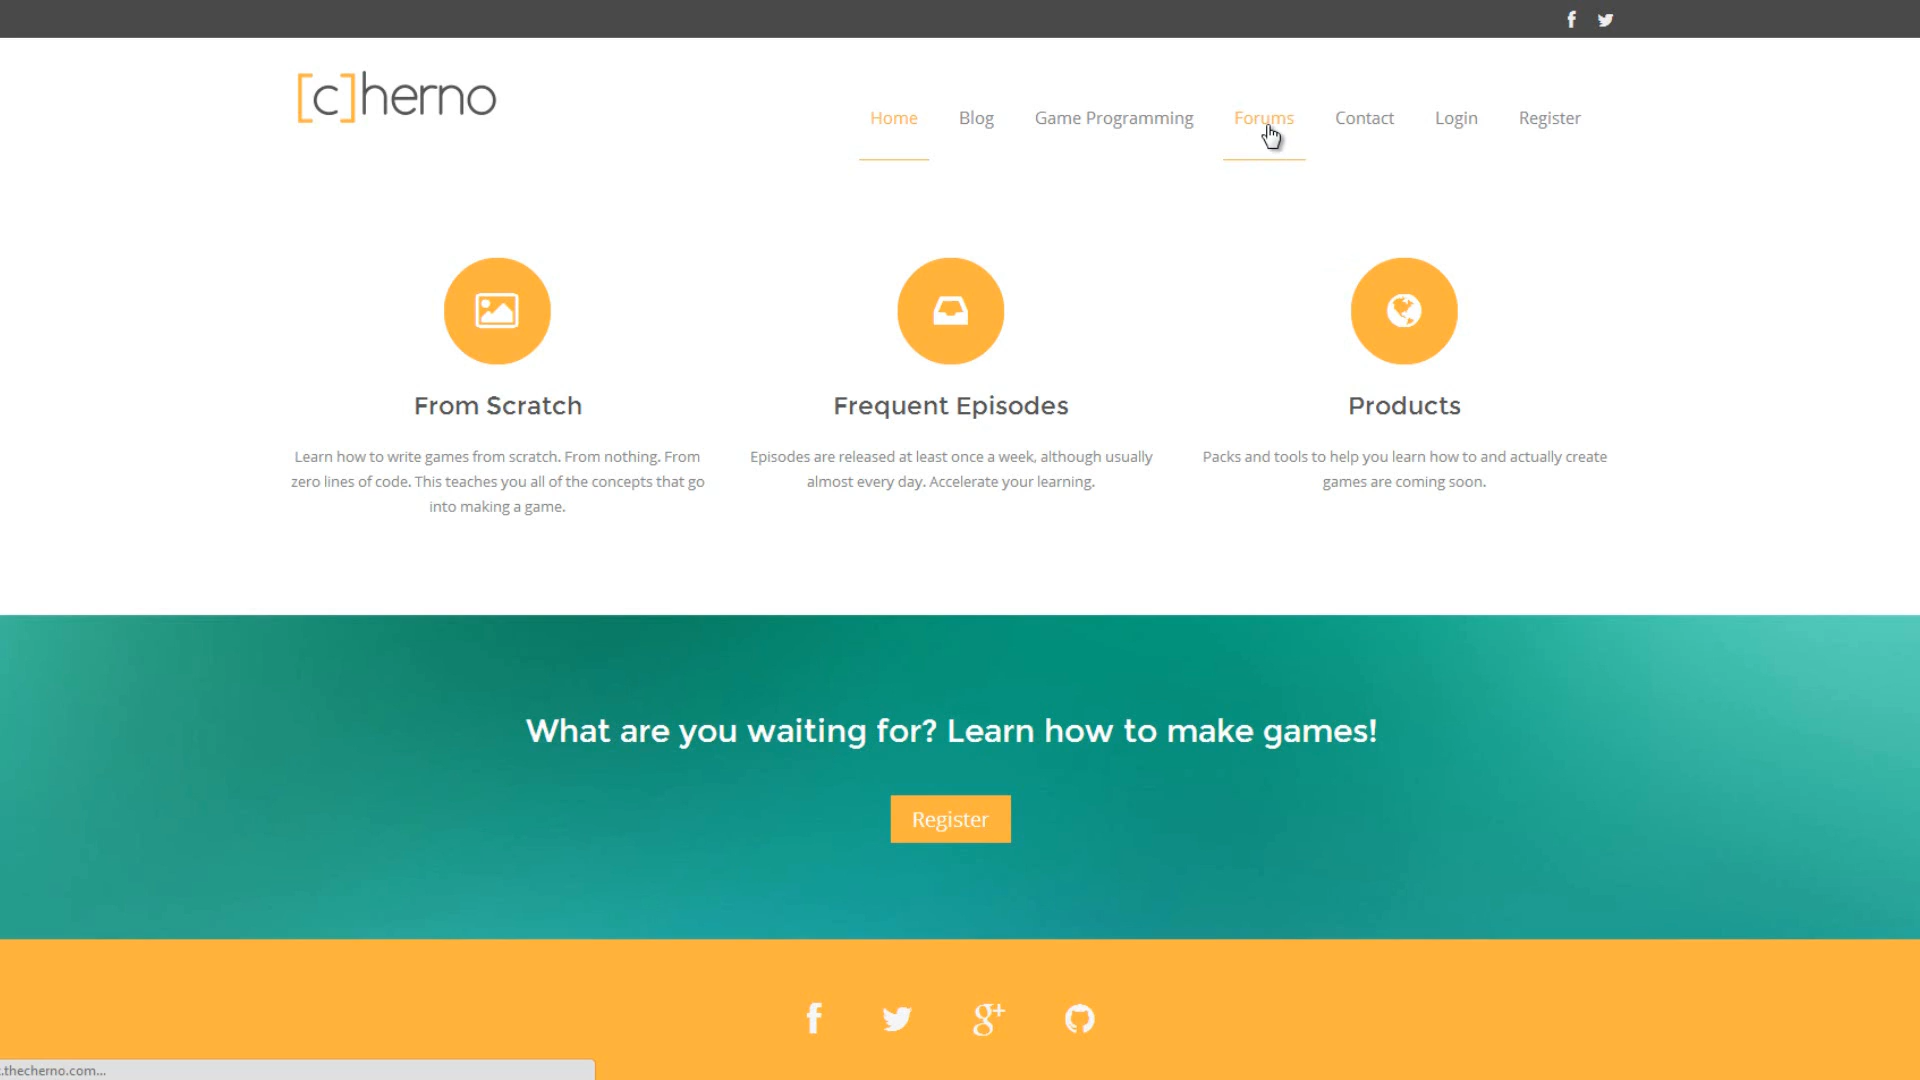 [c]herno
Home Blog Game Programming Forums Contact Login Register
From Scratch
Learn how to write games from scratch. From nothing. From
zero lines of code. This teaches you all of the concepts that go
into making a game.
Frequent Episodes
Episodes are released at least once a week, although usually
almost every day. Accelerate your learning.
Products
Packs and tools to help you learn how to and actually create
games are coming soon.
What are you waiting for? Learn how to make games!
Register
.thecherno.com...